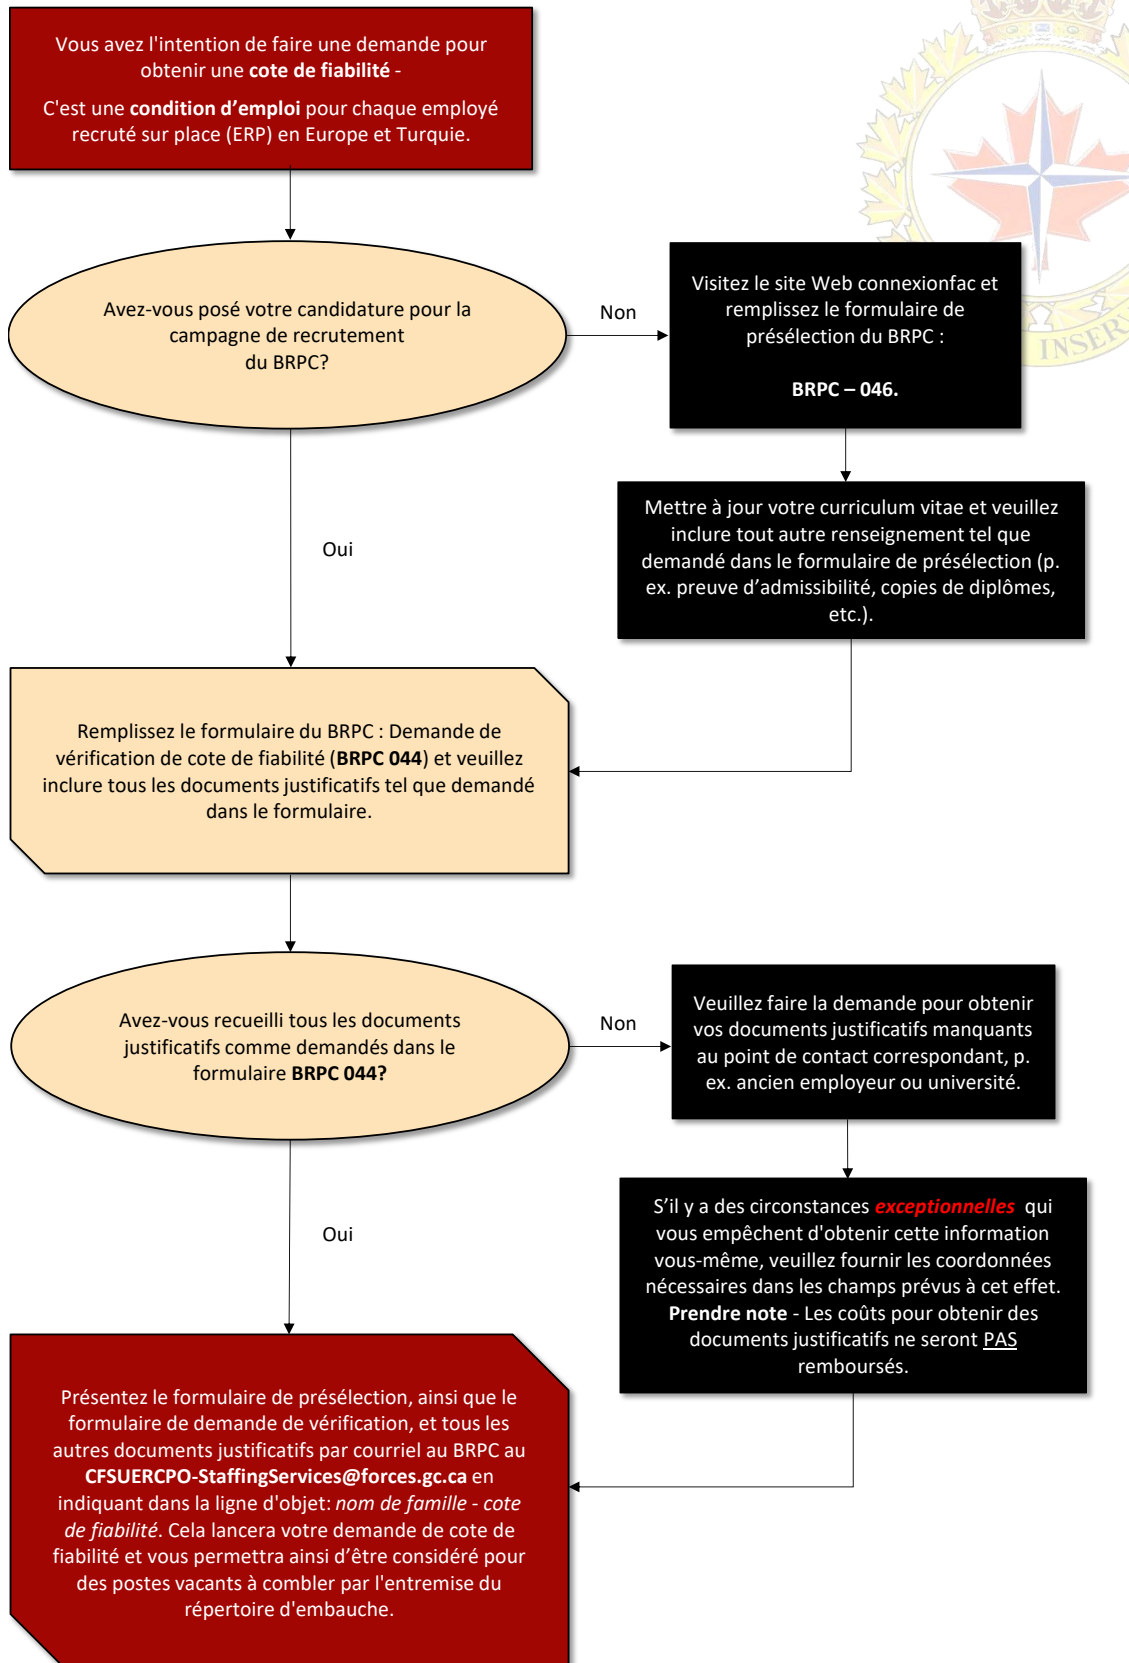 Vous avez l'intention de faire une demande pour
obtenir une cote de fiabilité -
C'est une condition d'emploi pour chaque employé
recruté sur place (ERP) en Europe et Turquie.
Avez-vous posé votre candidature pour la
campagne de recrutement
du BRPC?
Non
Visitez le site Web connexionfac et
remplissez le formulaire de
présélection du BRPC :
BRPC – 046.
INSER
Mettre à jour votre curriculum vitae et veuillez
inclure tout autre renseignement tel que
demandé dans le formulaire de présélection (p.
ex. preuve d'admissibilité, copies de diplômes,
etc.).
Oui
Remplissez le formulaire du BRPC : Demande de
vérification de cote de fiabilité (BRPC 044) et veuillez
inclure tous les documents justificatifs tel que demandé
dans le formulaire.
Avez-vous recueilli tous les documents
justificatifs comme demandés dans le
formulaire BRPC 044?
Non
Veuillez faire la demande pour obtenir
vos documents justificatifs manquants
au point de contact correspondant, p.
ex. ancien employeur ou université.
S'il y a des circonstances exceptionnelles qui
vous empêchent d'obtenir cette information
vous-même, veuillez fournir les coordonnées
nécessaires dans les champs prévus à cet effet.
Prendre note - Les coûts pour obtenir des
documents justificatifs ne seront PAS
remboursés.
Oui
Présentez le formulaire de présélection, ainsi que le
formulaire de demande de vérification, et tous les
autres documents justificatifs par courriel au BRPC au
CFSUERCPO-StaffingServices@forces.gc.ca en
indiquant dans la ligne d'objet: nom de famille - cote
de fiabilité. Cela lancera votre demande de cote de
fiabilité et vous permettra ainsi d'être considéré pour
des postes vacants à combler par l'entremise du
répertoire d'embauche.